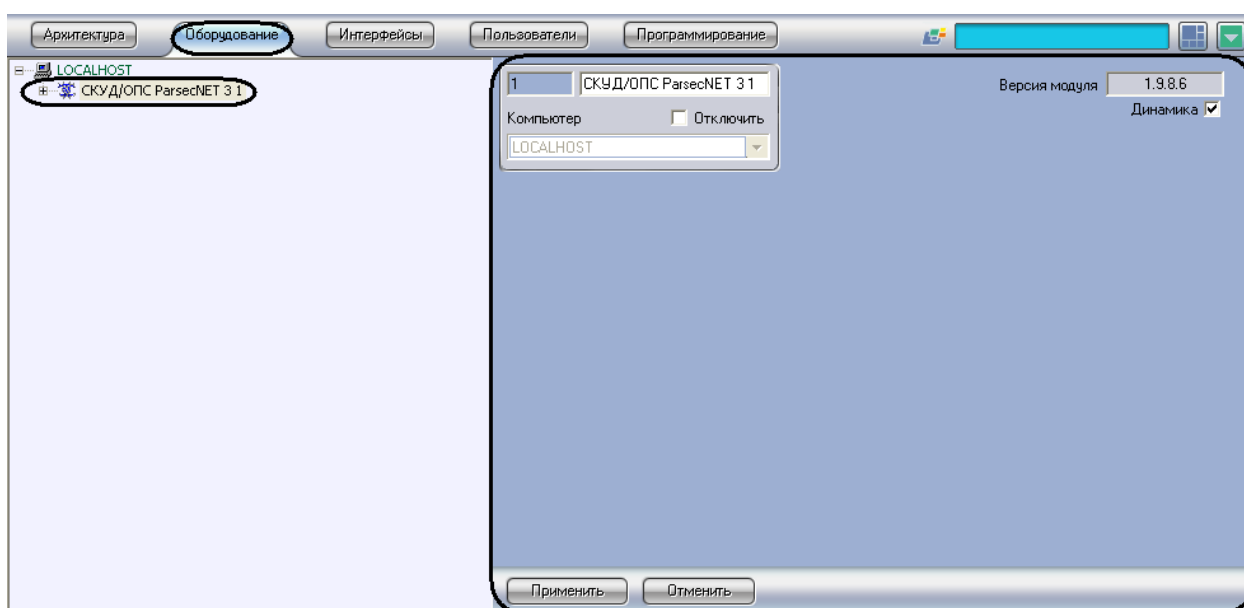 Архитектура Оборудование Интерфейсы Пользователи Программирование
LOCALHOST
СКУД/ОПС ParsecNET 3 1
1 СКУД/ОПС ParsecNET 3 1
Версия модуля 1.9.8.6
Динамика
Компьютер Отключить
LOCALHOST
Применить Отменить